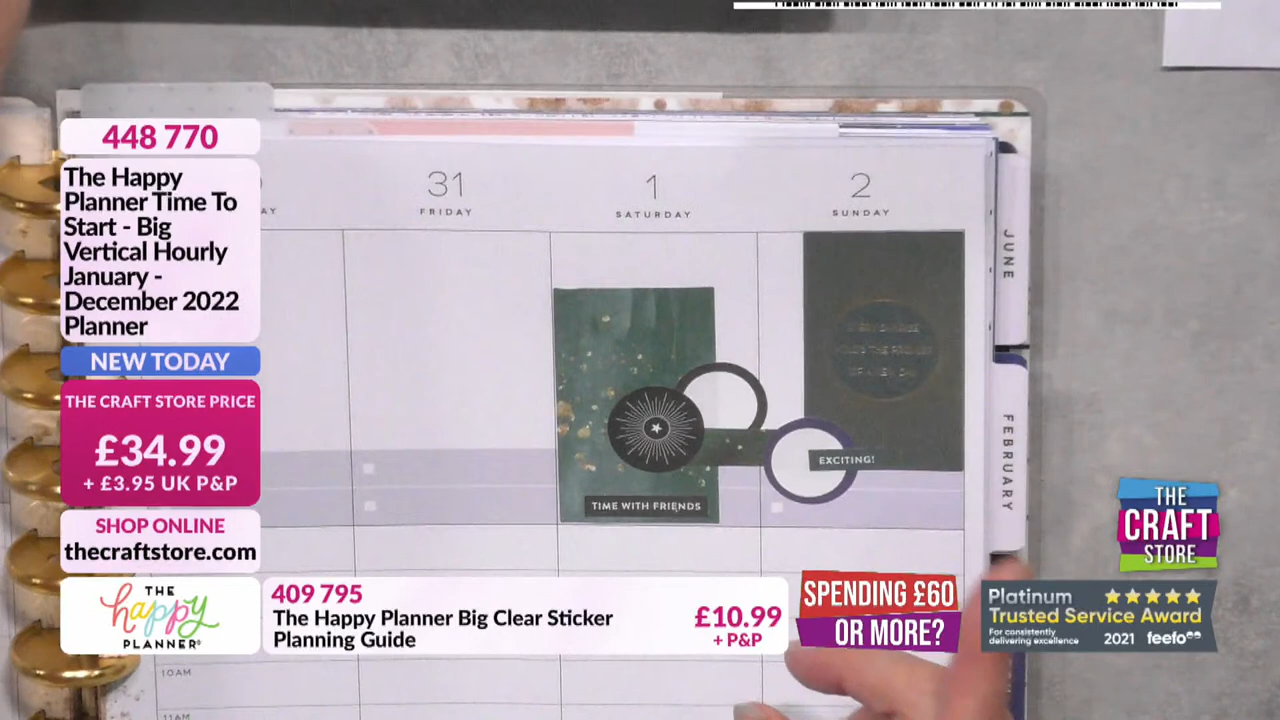 448 770
The Happy
Planner Time To
Start - Big
Vertical Hourly
January -
December 2022
Planner
NEW TODAY
THE CRAFT STORE PRICE
£34.99
+ £3.95 UK P&P
SHOP ONLINE
thecraftstore.com
THE
happy
PLANNER®
409 795
The Happy Planner Big Clear Sticker
Planning Guide
£10.99
+ P&P
SPENDING £60
OR MORE?
THE
CRAFT
STORE
Platinum
Trusted Service Award
For consistently
delivering excellence
2021 feefo
31
FRIDAY
1
SATURDAY
2
SUNDAY
JUNE
FEBRUARY
TIME WITH FRIENDS
EXCITING!
10AM
11AM